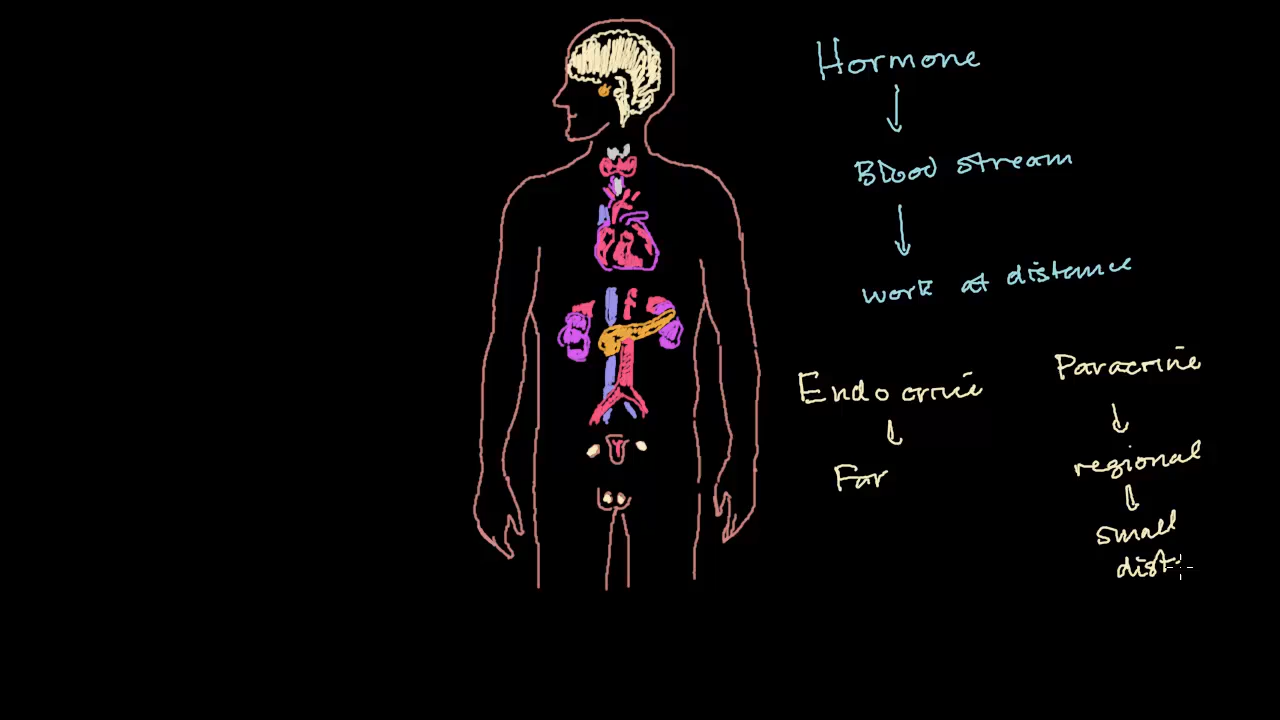 Hormone
Blood stream
work at distance
Endocrine
Far
Paracrine
regional
small
dist